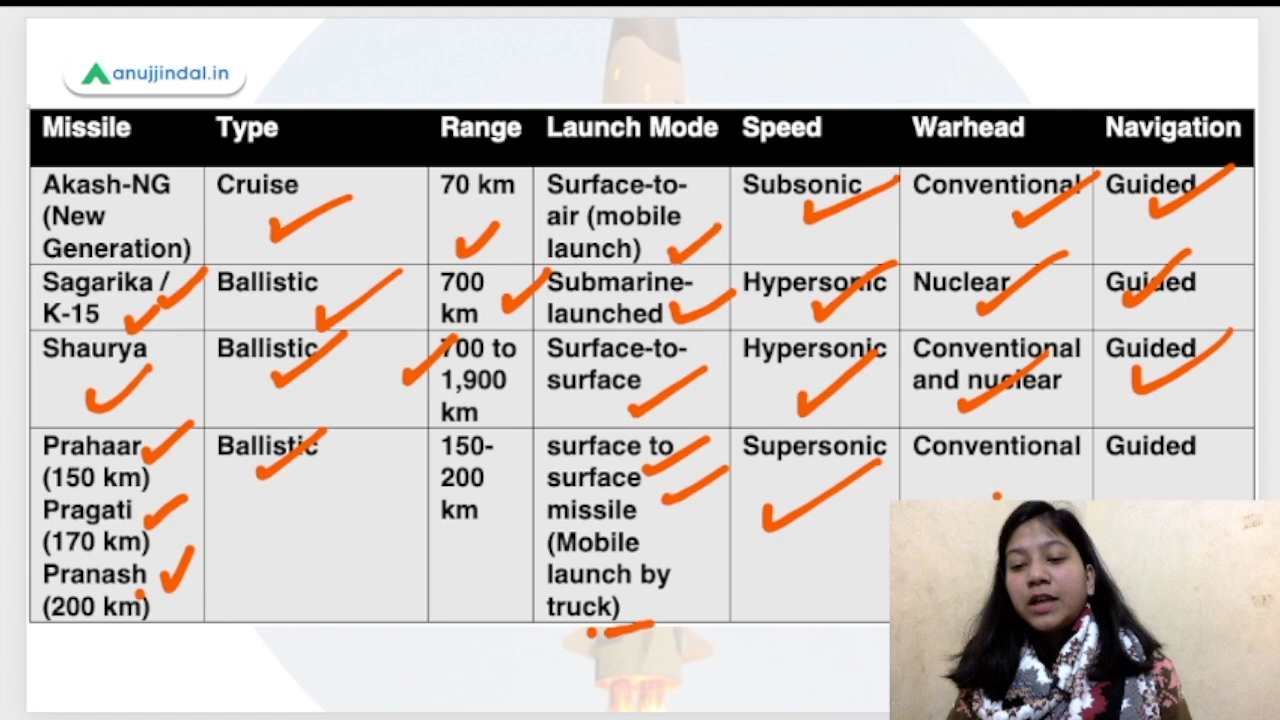 anujjindal.in
Missile Type Range Launch Mode Speed Warhead Navigation
Akash-NG Cruise 70 km Surface-to- Subsonic Conventional Guided
(New air (mobile
Generation) launch)
Sagarika / Ballistic 700 Submarine- Hypersonic Nuclear Guided
K-15 km launched
Shaurya Ballistic 700 to Surface-to- Hypersonic Conventional Guided
1,900 surface and nuclear
km
Prahaar Ballistic 150- surface to Supersonic Conventional Guided
(150 km) 200 surface
Pragati km missile
(170 km) (Mobile
Pranash launch by
(200 km) truck)